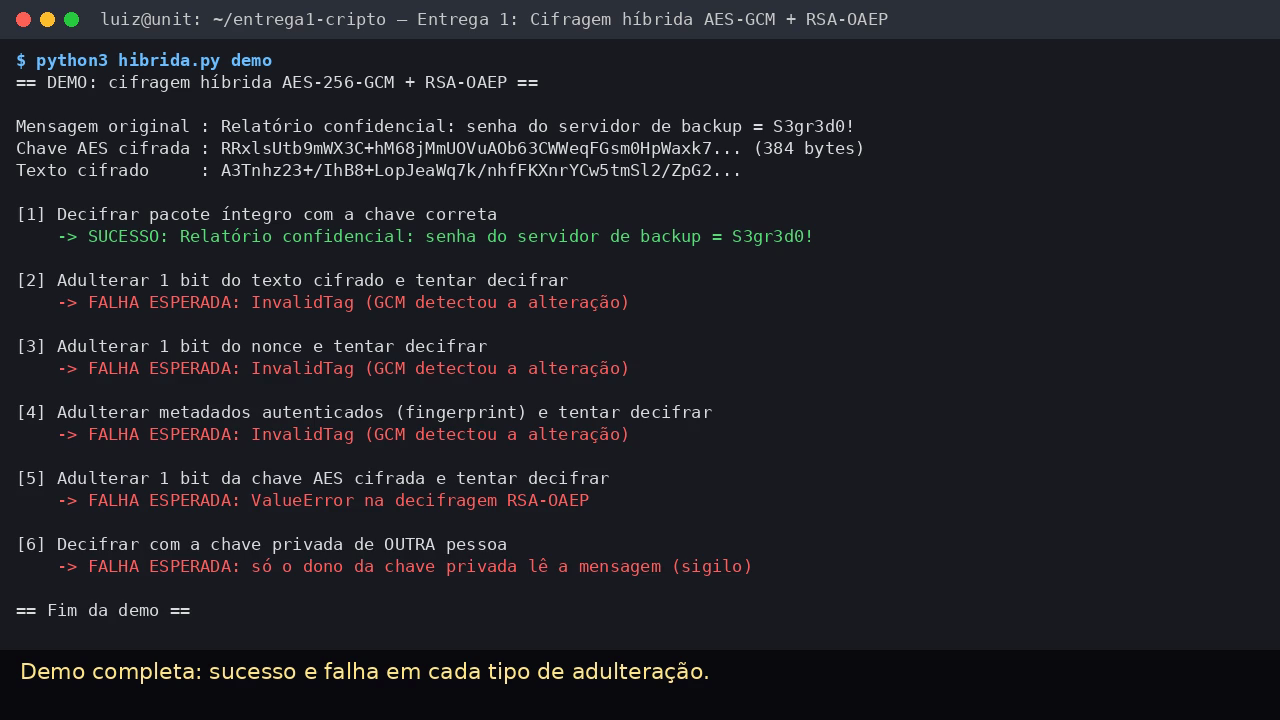 luiz@unit: ~/entrega1-cripto — Entrega 1: Cifragem híbrida AES-GCM + RSA-OAEP
$ python3 hibrida.py demo
== DEMO: cifragem híbrida AES-256-GCM + RSA-OAEP ==
Mensagem original : Relatório confidencial: senha do servidor de backup = S3gr3d0!
Chave AES cifrada : RRxlsUtb9mWX3C+hM68jMmUOVuAOb63CWWeqFGsm0HpWaxk7... (384 bytes)
Texto cifrado     : A3Tnhz23+/IhB8+LopJeaWq7k/nhfFKXnrYCw5tmSl2/ZpG2...
[1] Decifrar pacote íntegro com a chave correta
-> SUCESSO: Relatório confidencial: senha do servidor de backup = S3gr3d0!
[2] Adulterar 1 bit do texto cifrado e tentar decifrar
-> FALHA ESPERADA: InvalidTag (GCM detectou a alteração)
[3] Adulterar 1 bit do nonce e tentar decifrar
-> FALHA ESPERADA: InvalidTag (GCM detectou a alteração)
[4] Adulterar metadados autenticados (fingerprint) e tentar decifrar
-> FALHA ESPERADA: InvalidTag (GCM detectou a alteração)
[5] Adulterar 1 bit da chave AES cifrada e tentar decifrar
-> FALHA ESPERADA: ValueError na decifragem RSA-OAEP
[6] Decifrar com a chave privada de OUTRA pessoa
-> FALHA ESPERADA: só o dono da chave privada lê a mensagem (sigilo)
== Fim da demo ==
Demo completa: sucesso e falha em cada tipo de adulteração.